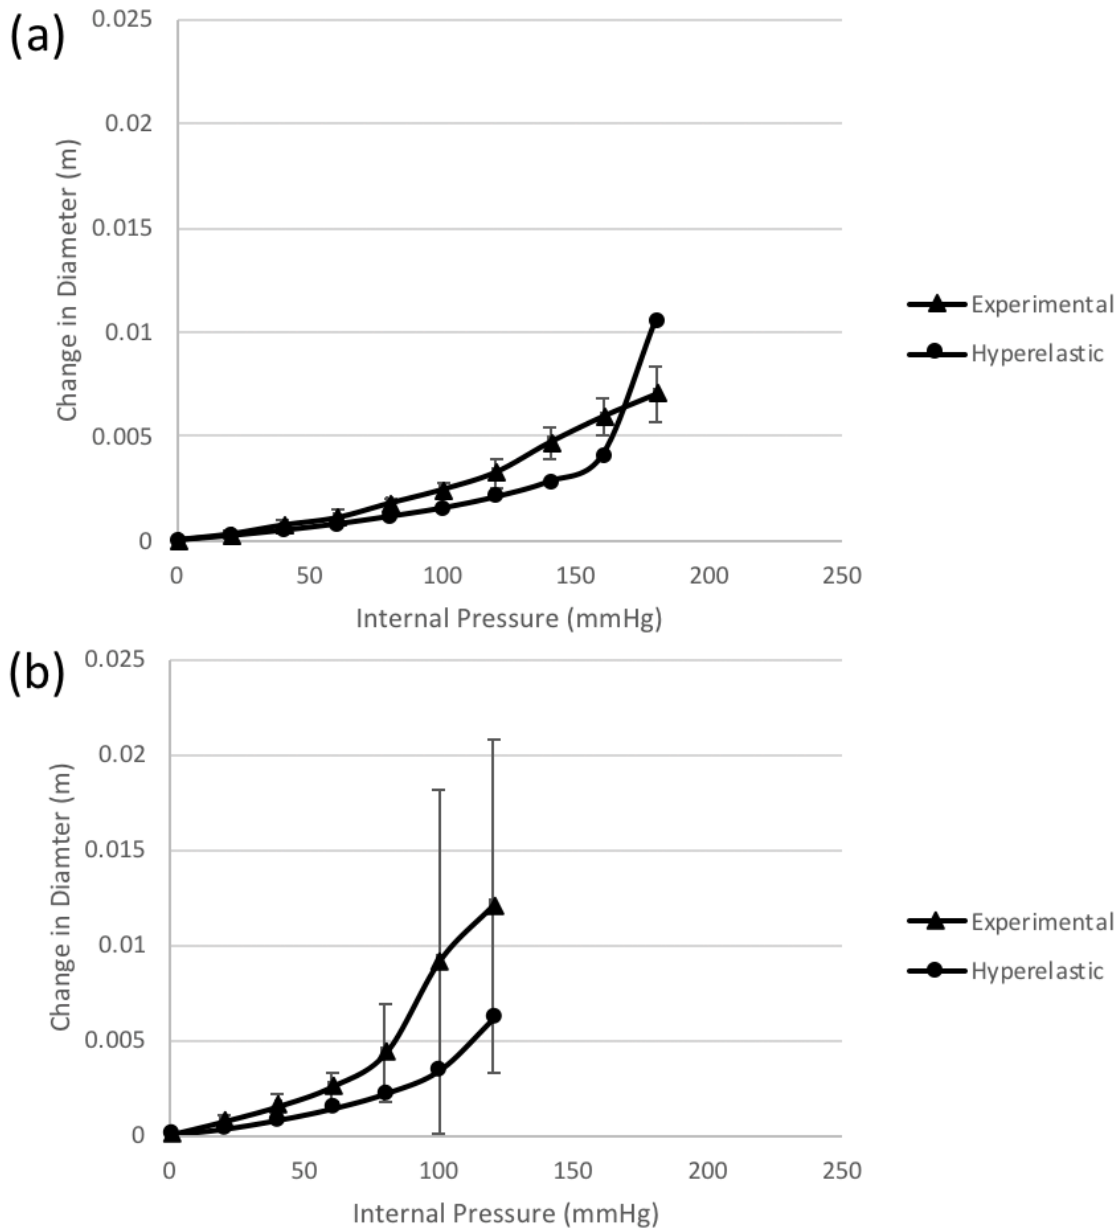 (a)
0.025
0.02
0.015
0.01
0.005
0
Change in Diameter (m)
0 50 100 150 200 250
Internal Pressure (mmHg)
Experimental
Hyperelastic
(b)
0.025
0.02
0.015
0.01
0.005
0
Change in Diamter (m)
0 50 100 150 200 250
Internal Pressure (mmHg)
Experimental
Hyperelastic